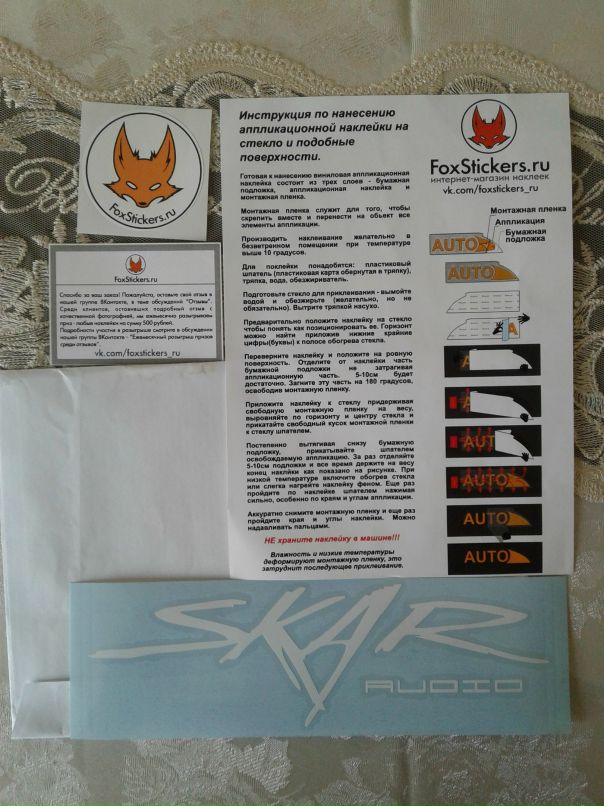 FoxStickers.ru
FoxStickers.ru
Спасибо за ваш заказ! Пожалуйста, оставьте свой отзыв в
нашей группе ВКонтакте, в теме обсуждений "Отзывы".
Среди клиентов, оставивших подробный отзыв с
качественной фотографией, мы ежемесячно разыгрываем
приз - любые наклейки на сумму 500 рублей.
Подробности участия в розыгрыше смотрите в обсуждении
нашей группы ВКонтакте - "Ежемесячный розыгрыш призов
среди отзывов".
vk.com/foxstickers_ru
Инструкция по нанесению
аппликационной наклейки на
стекло и подобные
поверхности.
Готовая к нанесению виниловая аппликационная
наклейка состоит из трех слоев - бумажная
подложка, аппликационная наклейка и
монтажная пленка.
Монтажная пленка служит для того, чтобы
скрепить вместе и перенести на объект все
элементы аппликации.
Производить наклеивание желательно в
безветренном помещении при температуре
выше 10 градусов.
Для поклейки понадобится: пластиковый
шпатель (пластиковая карта обернутая в тряпку),
тряпка, вода, обезжириватель.
Подготовьте стекло для приклеивания - вымойте
водой и обезжирьте (желательно, но не
обязательно). Вытрите тряпкой насухо.
Предварительно положите наклейку на стекло
чтобы понять как позиционировать ее. Горизонт
можно найти приложив нижние крайние
цифры(буквы) к полосе обогрева стекла.
Переверните наклейку и положите на ровную
поверхность. Отделите от наклейки часть
бумажной подложки не затрагивая
аппликационную часть. 5-10см будет
достаточно. Загните эту часть на 180 градусов,
освободив монтажную пленку.
Приложите наклейку к стеклу придерживая
свободную монтажную пленку на весу,
выровняйте по горизонту и центру стекла и
прикатайте свободный кусок монтажной пленки
к стеклу шпателем.
Постепенно вытягивая снизу бумажную
подложку, прикатывайте шпателем
освобождаемую аппликацию. За раз отделяйте
5-10см подложки и все время держите на весу
конец наклйки как показано на рисунке. При
низкой температуре включите обогрев стекла
или слегка нагрейте наклейку феном. Еще раз
пройдите по наклейке шпателем нажимая
сильно, особенно по краям и углам аппликации.
Аккуратно снимите монтажную пленку и еще раз
пройдите края и углы наклейки. Можно
надавливать пальцами.
НЕ храните наклейку в машине!!!
Влажность и низкие температуры
деформируют монтажную пленку, это
затруднит последующее приклеивание.
FoxStickers.ru
интернет-магазин наклеек
vk.com/foxstickers_ru
Монтажная пленка
Аппликация
Бумажная
подложка
AUTO
AUTO
A
AUT
AUTO
AUTO
AUTO
SKAR
AUDIO